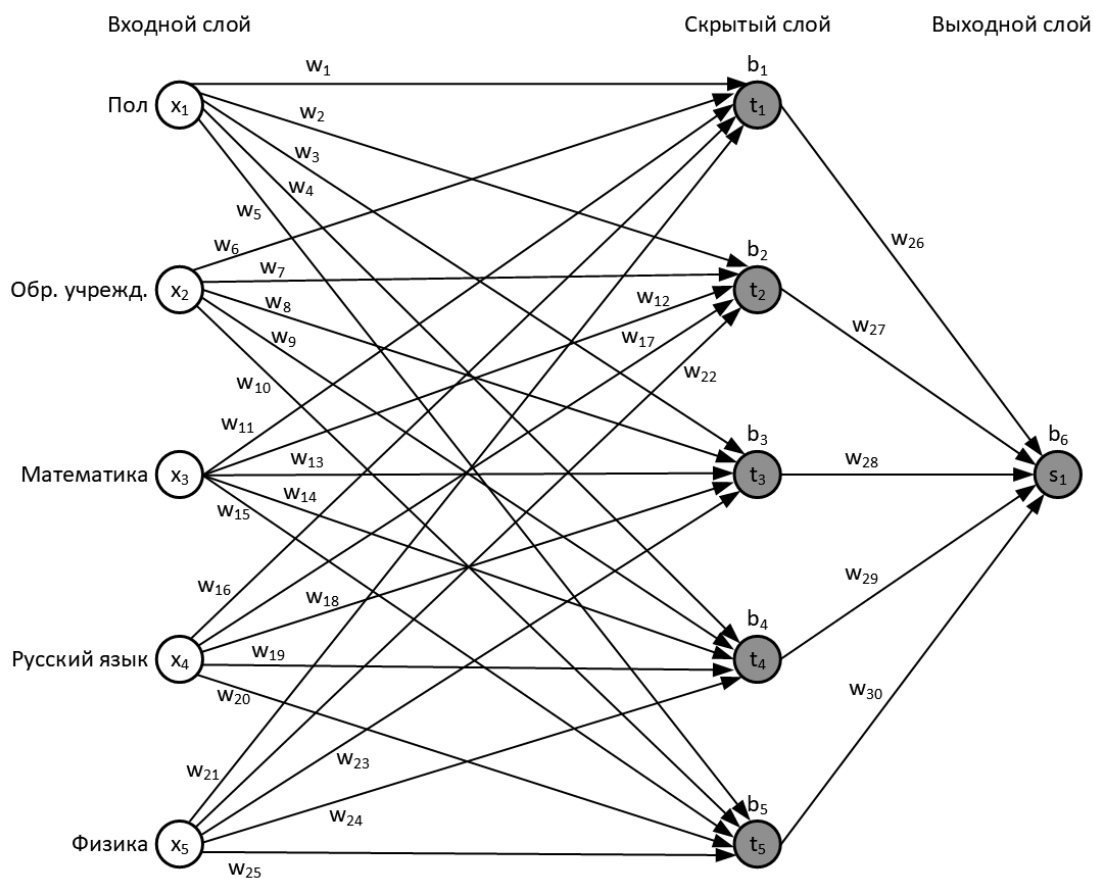 Входной слой
Скрытый слой
Выходной слой
Пол
x₁
w₁
w₂
w₃
w₄
w₅
b₁
t₁
w₂₆
Обр. учрежд.
x₂
w₆
w₇
w₈
w₉
w₁₀
w₁₂
w₁₇
w₂₂
b₂
t₂
w₂₇
Математика
x₃
w₁₁
w₁₃
w₁₄
w₁₅
b₃
t₃
w₂₈
b₆
s₁
Русский язык
x₄
w₁₆
w₁₈
w₁₉
w₂₀
b₄
t₄
w₂₉
w₃₀
Физика
x₅
w₂₁
w₂₃
w₂₄
w₂₅
b₅
t₅